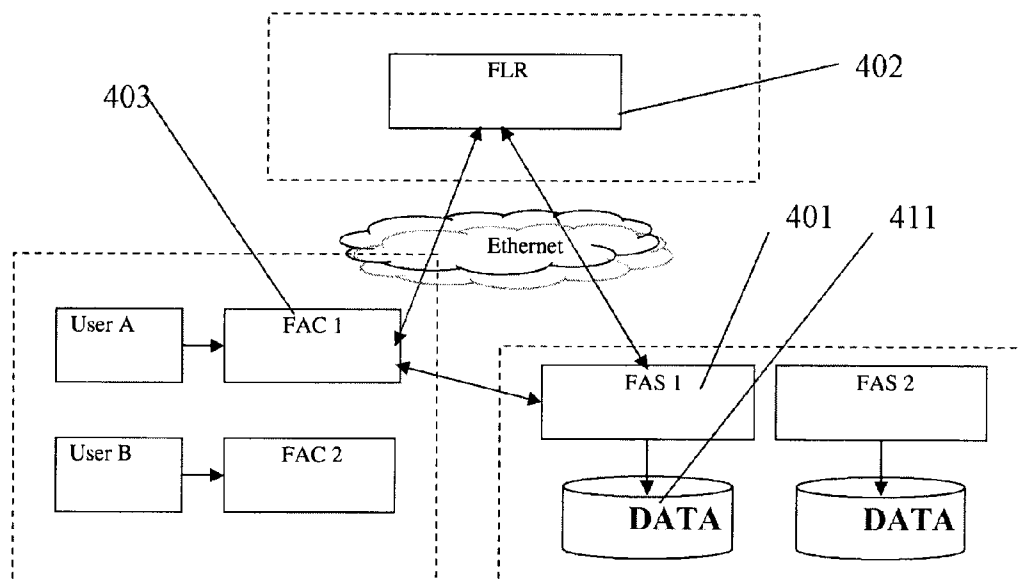 FLR
402
403
Ethernet
401
411
User A
FAC 1
FAS 1
FAS 2
User B
FAC 2
DATA
DATA